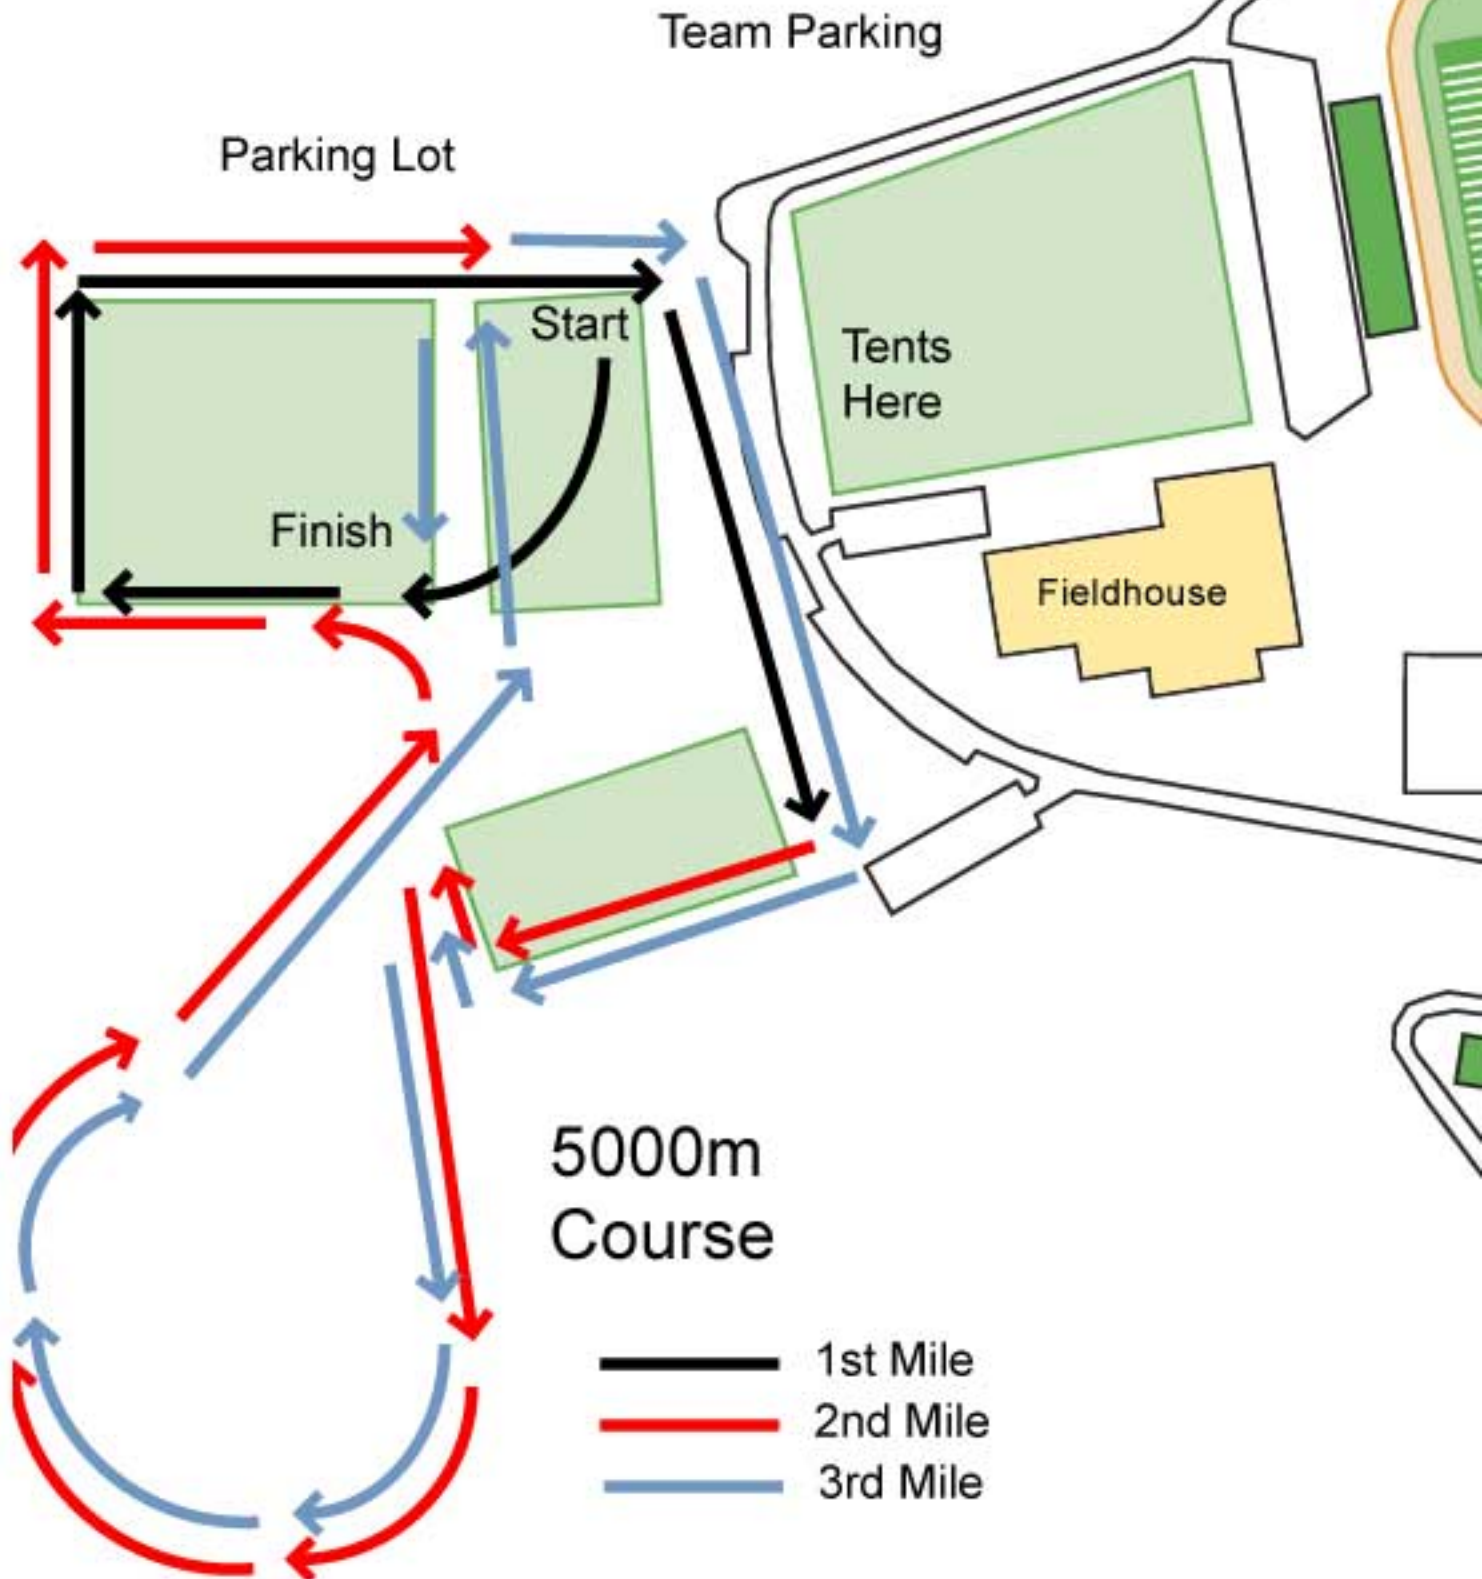 Team Parking
Parking Lot
Start
Tents
Here
Finish
Fieldhouse
5000m
Course
1st Mile
2nd Mile
3rd Mile